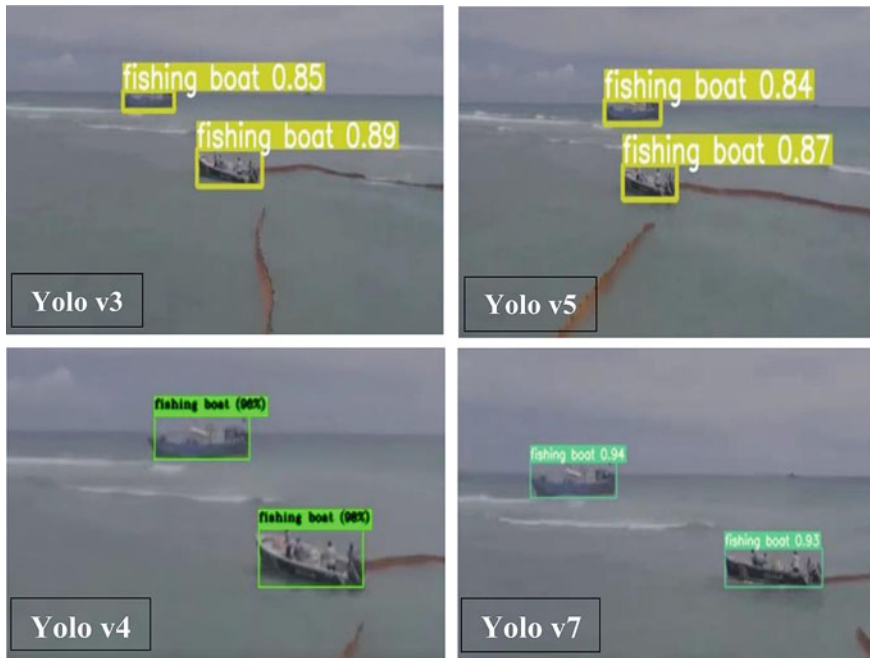 fishing boat 0.85
fishing boat 0.89
Yolo v3
fishing boat 0.84
fishing boat 0.87
Yolo v5
fishing boat (98%)
fishing boat (98%)
Yolo v4
fishing boat 0.94
fishing boat 0.93
Yolo v7